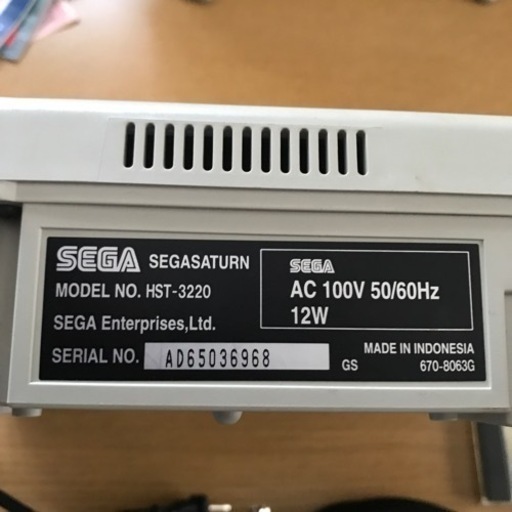 SEGA SEGASATURN
MODEL NO. HST-3220
SEGA Enterprises,Ltd.
SERIAL NO. AD65036968
SEGA
AC 100V 50/60Hz
12W
MADE IN INDONESIA
GS 670-8063G